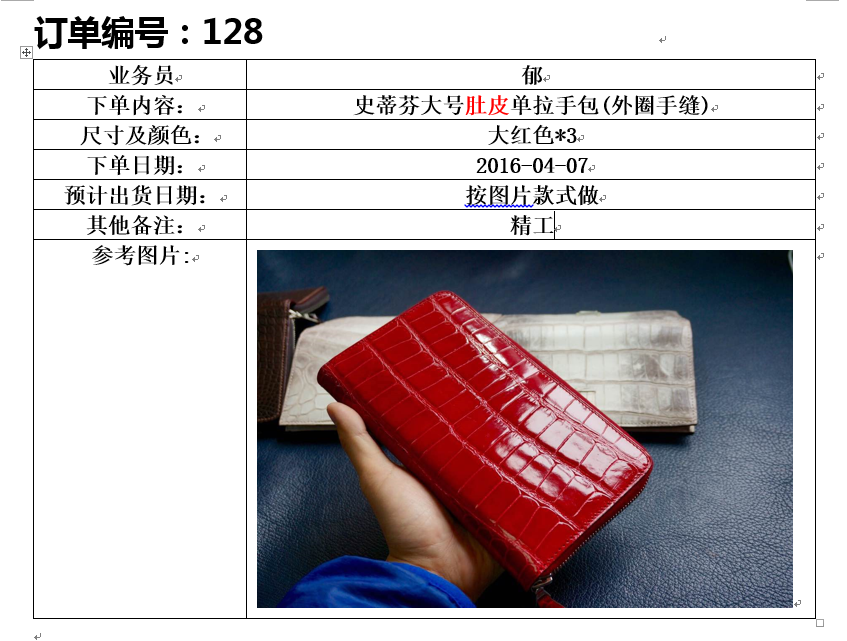 订单编号：128
业务员 郁
下单内容： 史蒂芬大号肚皮单拉手包(外圈手缝)
尺寸及颜色： 大红色*3
下单日期： 2016-04-07
预计出货日期： 按图片款式做
其他备注： 精工
参考图片: